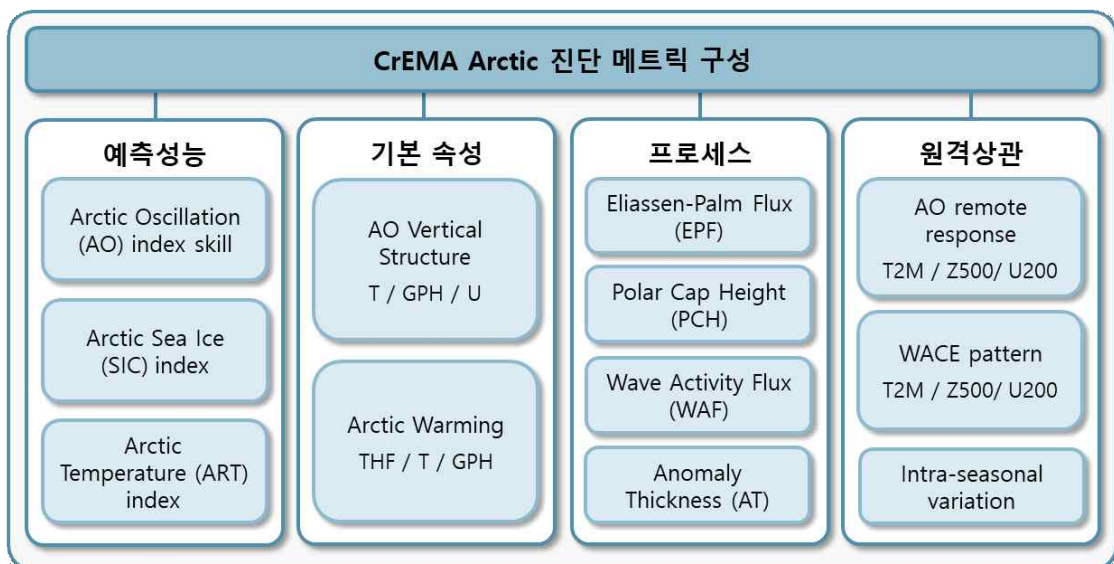 CrEMA Arctic 진단 메트릭 구성
예측성능
Arctic Oscillation
(AO) index skill
Arctic Sea Ice
(SIC) index
Arctic
Temperature (ART)
index
기본 속성
AO Vertical
Structure
T / GPH / U
Arctic Warming
THF / T / GPH
프로세스
Eliassen-Palm Flux
(EPF)
Polar Cap Height
(PCH)
Wave Activity Flux
(WAF)
Anomaly
Thickness (AT)
원격상관
AO remote
response
T2M / Z500/ U200
WACE pattern
T2M / Z500/ U200
Intra-seasonal
variation